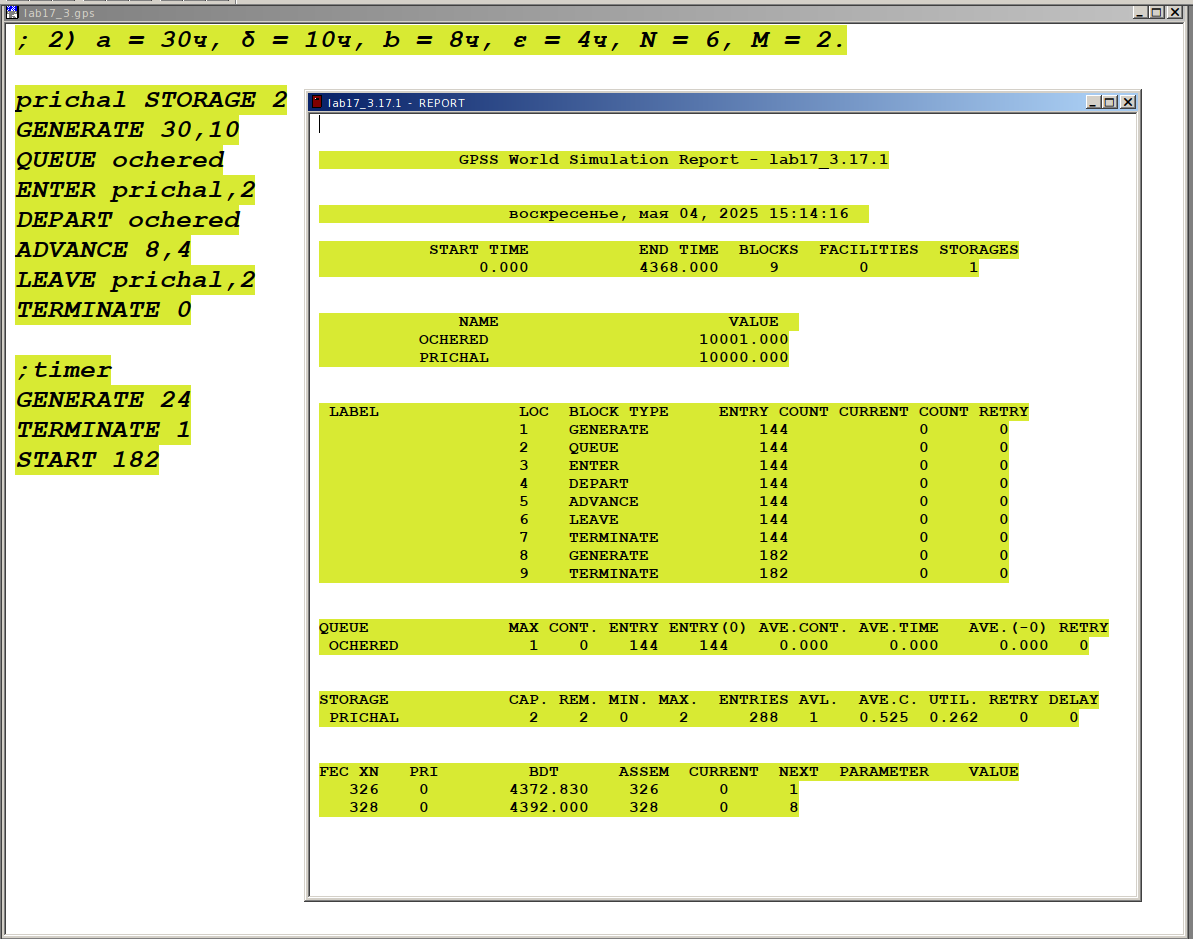 lab17_3.gps
; 2) a = 30ч, δ = 10ч, b = 8ч, ε = 4ч, N = 6, M = 2.
prichal STORAGE 2
GENERATE 30,10
QUEUE ochered
ENTER prichal,2
DEPART ochered
ADVANCE 8,4
LEAVE prichal,2
TERMINATE 0
;timer
GENERATE 24
TERMINATE 1
START 182
lab17_3.17.1 - REPORT
GPSS World Simulation Report - lab17_3.17.1
воскресенье, мая 04, 2025 15:14:16
START TIME END TIME BLOCKS FACILITIES STORAGES
0.000 4368.000 9 0 1
NAME VALUE
OCHERED 10001.000
PRICHAL 10000.000
LABEL LOC BLOCK TYPE ENTRY COUNT CURRENT COUNT RETRY
1 GENERATE 144 0 0
2 QUEUE 144 0 0
3 ENTER 144 0 0
4 DEPART 144 0 0
5 ADVANCE 144 0 0
6 LEAVE 144 0 0
7 TERMINATE 144 0 0
8 GENERATE 182 0 0
9 TERMINATE 182 0 0
QUEUE MAX CONT. ENTRY ENTRY(0) AVE.CONT. AVE.TIME AVE.(-0) RETRY
OCHERED 1 0 144 144 0.000 0.000 0.000 0
STORAGE CAP. REM. MIN. MAX. ENTRIES AVL. AVE.C. UTIL. RETRY DELAY
PRICHAL 2 2 0 2 288 1 0.525 0.262 0 0
FEC XN PRI BDT ASSEM CURRENT NEXT PARAMETER VALUE
326 0 4372.830 326 0 1
328 0 4392.000 328 0 8